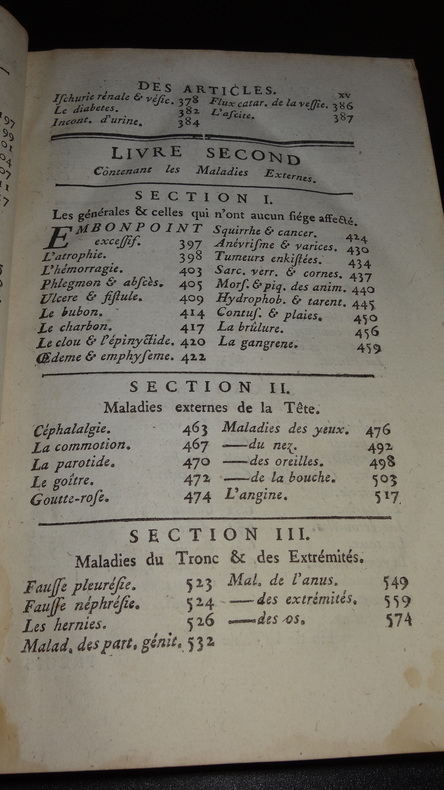 DES ARTICLES. xv
Iſchurie rénale & véſic. 378
Le diabetes. 382
Incont. d'urine. 384
Flux catar. de la veſſie. 386
L'aſcite. 387
LIVRE SECOND
Contenant les Maladies Externes.
SECTION I.
Les générales & celles qui n'ont aucun ſiége affecté.
EMBONPOINT
exceſſif. 397
L'atrophie. 398
L'hémorragie. 403
Phlegmon & abſcès. 405
Ulcere & fiſtule. 409
Le bubon. 414
Le charbon. 417
Le clou & l'épinyctide. 420
Œdeme & emphyſeme. 422
Squirrhe & cancer. 424
Anévriſme & varices. 430
Tumeurs enkiſtées. 434
Sarc. verr. & cornes. 437
Morſ. & piq. des anim. 440
Hydrophob. & tarent. 445
Contuſ. & plaies. 450
La brûlure. 456
La gangrene. 459
SECTION II.
Maladies externes de la Tête.
Céphalalgie. 463
La commotion. 467
La parotide. 470
Le goître. 472
Goutte-roſe. 474
Maladies des yeux. 476
—du nez. 492
—des oreilles. 498
—de la bouche. 503
L'angine. 517
SECTION III.
Maladies du Tronc & des Extrémités.
Fauſſe pleuréſie. 523
Fauſſe néphréſie. 524
Les hernies. 526
Malad. des part. génit. 532
Mal. de l'anus. 549
—des extrémités. 559
—des os. 574